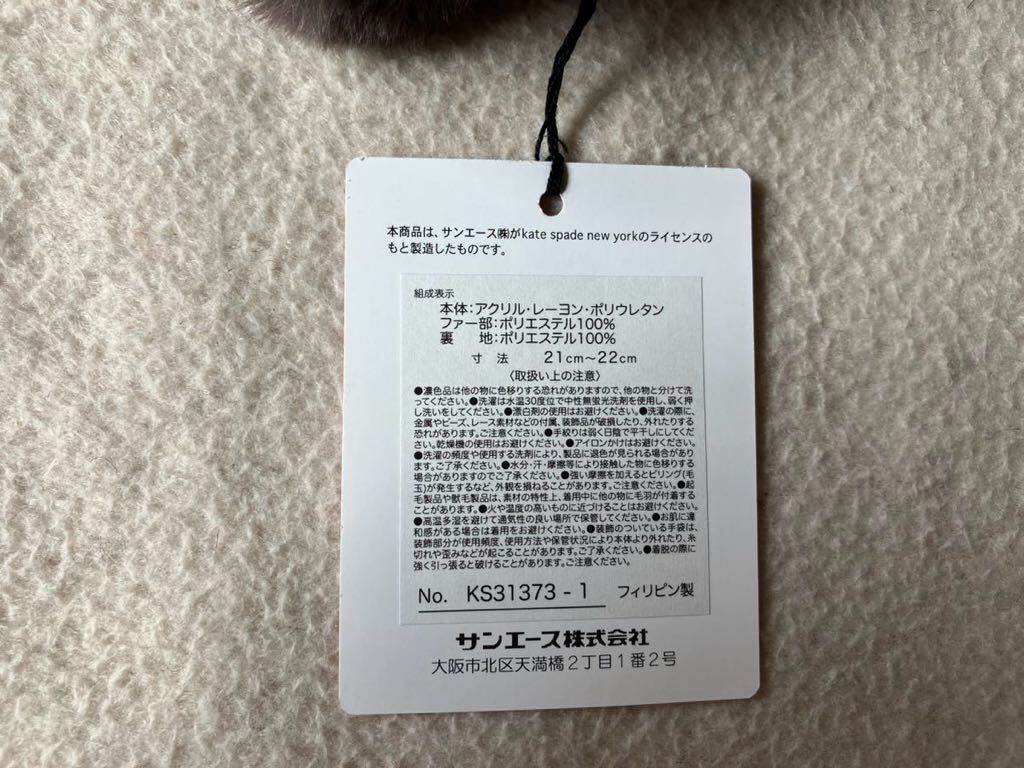 本商品は、サンエース㈱がkate spade new yorkのライセンスの
もと製造したものです。
組成表示
本体：アクリル・レーヨン・ポリウレタン
ファー部：ポリエステル100％
裏　地：ポリエステル100％
寸　法　21cm～22cm
〈取扱い上の注意〉
●濃色品は他の物に色移りする恐れがありますので、他の物と分けて洗
ってください。●洗濯は水温30度位で中性無蛍光洗剤を使用し、弱く押
し洗いをしてください。●漂白剤の使用はお避けください。●洗濯の際に、
金属やビーズ、レース素材などの付属、装飾品が破損したり、外れたりする
恐れがあります。ご注意ください。●手絞りは弱く日陰で平干しにしてくだ
さい。乾燥機の使用はお避けください。●アイロンかけはお避けください。
●洗濯の頻度や使用する洗剤により、製品に退色が見られる場合があり
ます。ご了承ください。●水分・汗・摩擦等により接触した物に色移りする
場合がありますのでご了承ください。●強い摩擦を加えるとピリング(毛
玉)が発生するなど、外観を損ねることがあります。ご注意ください。●起
毛製品や獣毛製品は、素材の特性上、着用中に他の物に毛羽が付着する
ことがあります。●火や温度の高いものに近づけることはお避けください。
●高温多湿を避けて通気性の良い場所で保管してください。●お肌に違
和感がある場合は着用をお避けください。●装飾のついている手袋は、
装飾部分が使用頻度、使用方法や保管状況により本体より外れたり、糸
切れや歪みなどが起こることがあります。ご了承ください。●着脱の際に
強く引っ張ると破けることがあります。ご注意ください。
No. KS31373 - 1　フィリピン製
サンエース株式会社
大阪市北区天満橋2丁目1番2号